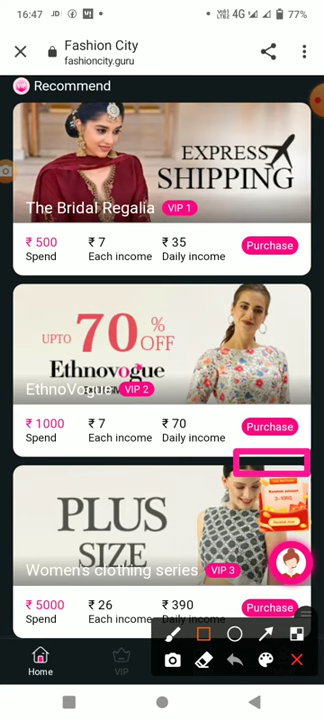 16:47
4G
77%
Fashion City
fashioncity.guru
Recommend
EXPRESS
SHIPPING
The Bridal Regalia VIP 1
₹ 500 ₹ 7 ₹ 35 Purchase
Spend Each income Daily income
UPTO 70 % OFF
Ethnovogue
EthnoVogue VIP 2
₹ 1000 ₹ 7 ₹ 70 Purchase
Spend Each income Daily income
PLUS
SIZE
Women's clothing series VIP 3
₹ 5000 ₹ 26 ₹ 390 Purchase
Spend Each income Daily income
Home
VIP